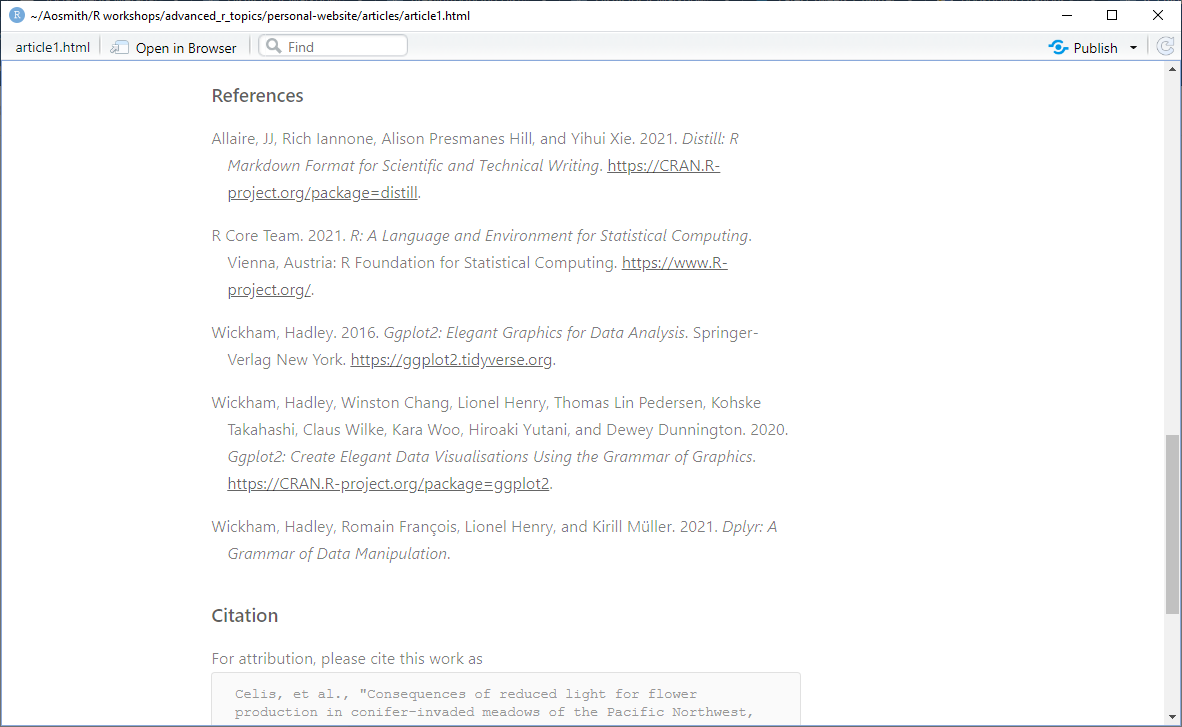 R ~/Aosmith/R workshops/advanced_r_topics/personal-website/articles/article1.html
article1.html Open in Browser Find Publish
References
Allaire, JJ, Rich Iannone, Alison Presmanes Hill, and Yihui Xie. 2021. Distill: R
Markdown Format for Scientific and Technical Writing. https://CRAN.R-
project.org/package=distill.
R Core Team. 2021. R: A Language and Environment for Statistical Computing.
Vienna, Austria: R Foundation for Statistical Computing. https://www.R-
project.org/.
Wickham, Hadley. 2016. Ggplot2: Elegant Graphics for Data Analysis. Springer-
Verlag New York. https://ggplot2.tidyverse.org.
Wickham, Hadley, Winston Chang, Lionel Henry, Thomas Lin Pedersen, Kohske
Takahashi, Claus Wilke, Kara Woo, Hiroaki Yutani, and Dewey Dunnington. 2020.
Ggplot2: Create Elegant Data Visualisations Using the Grammar of Graphics.
https://CRAN.R-project.org/package=ggplot2.
Wickham, Hadley, Romain François, Lionel Henry, and Kirill Müller. 2021. Dplyr: A
Grammar of Data Manipulation.
Citation
For attribution, please cite this work as
Celis, et al., "Consequences of reduced light for flower
production in conifer-invaded meadows of the Pacific Northwest,